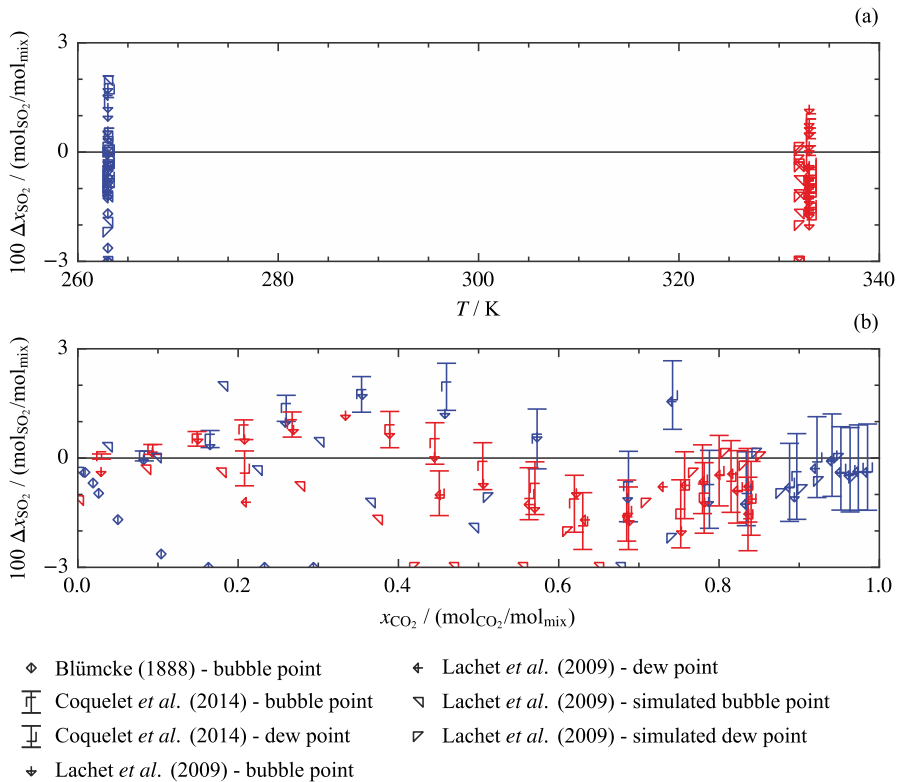 (a)
100 Δx_SO₂ / (mol_SO₂/mol_mix)
3
0
−3
260 280 300 320 340
T / K
(b)
100 Δx_SO₂ / (mol_SO₂/mol_mix)
3
0
−3
0.0 0.2 0.4 0.6 0.8 1.0
x_CO₂ / (mol_CO₂/mol_mix)
Blümcke (1888) - bubble point
Coquelet et al. (2014) - bubble point
Coquelet et al. (2014) - dew point
Lachet et al. (2009) - bubble point
Lachet et al. (2009) - dew point
Lachet et al. (2009) - simulated bubble point
Lachet et al. (2009) - simulated dew point